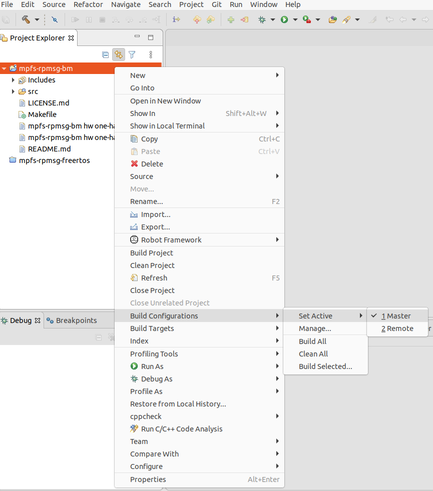 File Edit Source Refactor Navigate Search Project Git Run Window Help
Project Explorer
mpfs-rpmsg-bm
Includes
src
LICENSE.md
Makefile
mpfs-rpmsg-bm hw
mpfs-rpmsg-bm hw
README.md
mpfs-rpmsg-freertos
Debug
Breakpoints
New
Go Into
Open in New Window
Show In Shift+Alt+W
Show in Local Terminal
Copy Ctrl+C
Paste Ctrl+V
Delete
Source
Move...
Rename... F2
Import...
Export...
Robot Framework
Build Project
Clean Project
Refresh F5
Close Project
Close Unrelated Project
Build Configurations
Build Targets
Index
Profiling Tools
Run As
Debug As
Profile As
Restore from Local History...
cppcheck
Run C/C++ Code Analysis
Team
Compare With
Configure
Properties Alt+Enter
Set Active
Manage...
Build All
Clean All
Build Selected...
1 Master
2 Remote